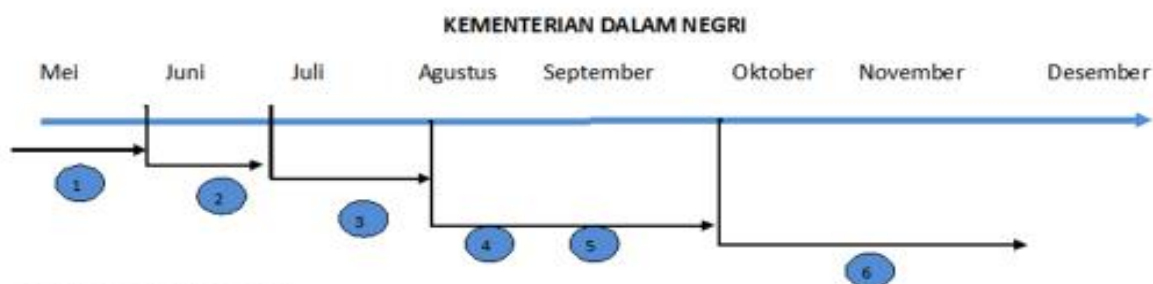 KEMENTERIAN DALAM NEGRI
Mei Juni Juli Agustus September Oktober November Desember
1
2
3
4 5
6